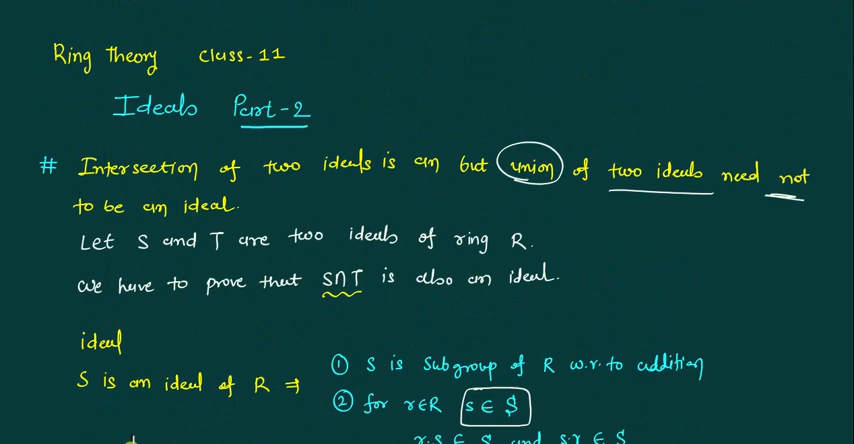 Ring Theory class-11
Ideals Part-2
# Intersection of two ideals is an but union of two ideals need not
to be an ideal.
Let S and T are two ideals of ring R.
we have to prove that S∩T is also an ideal.
ideal
S is an ideal of R ⇒
① S is subgroup of R w.r.to addition
② for r∈R s∈S
r.s ∈ S and s.r ∈ S